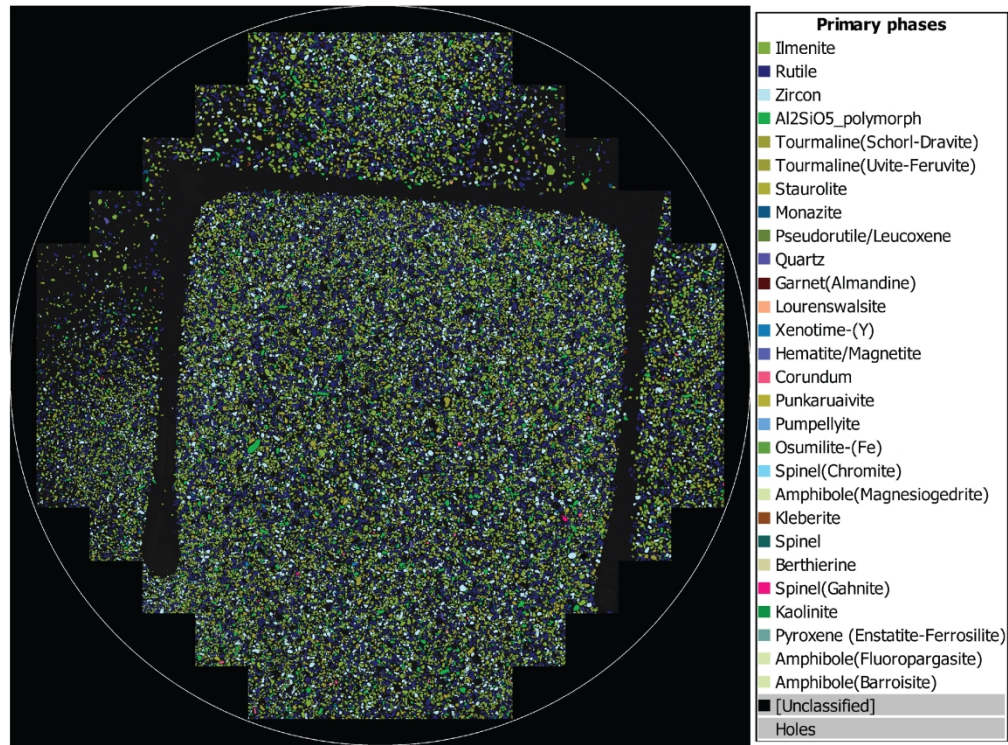 Primary phases
Ilmenite
Rutile
Zircon
Al2SiO5_polymorph
Tourmaline(Schorl-Dravite)
Tourmaline(Uvite-Feruvite)
Staurolite
Monazite
Pseudorutile/Leucoxene
Quartz
Garnet(Almandine)
Lourenswalsite
Xenotime-(Y)
Hematite/Magnetite
Corundum
Punkaruaivite
Pumpellyite
Osumilite-(Fe)
Spinel(Chromite)
Amphibole(Magnesiogedrite)
Kleberite
Spinel
Berthierine
Spinel(Gahnite)
Kaolinite
Pyroxene (Enstatite-Ferrosilite)
Amphibole(Fluoropargasite)
Amphibole(Barroisite)
[Unclassified]
Holes